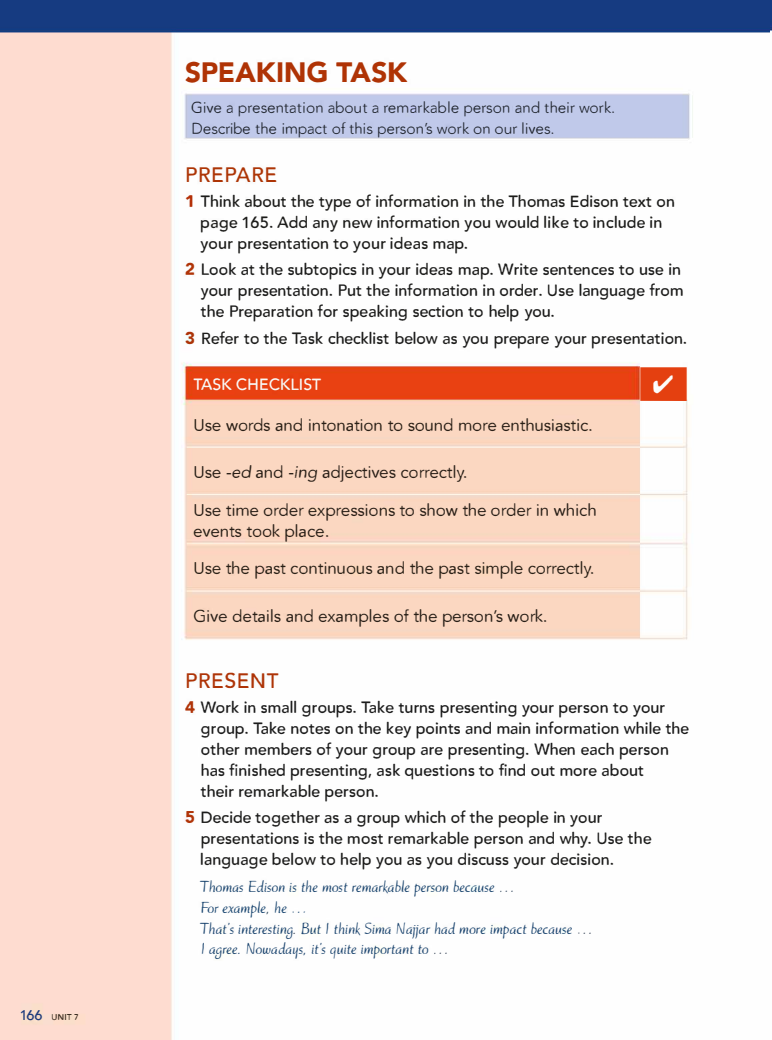 SPEAKING TASK
Give a presentation about a remarkable person and their work.
Describe the impact of this person's work on our lives.
PREPARE
1 Think about the type of information in the Thomas Edison text on
page 165. Add any new information you would like to include in
your presentation to your ideas map.
2 Look at the subtopics in your ideas map. Write sentences to use in
your presentation. Put the information in order. Use language from
the Preparation for speaking section to help you.
3 Refer to the Task checklist below as you prepare your presentation.
TASK CHECKLIST ✔
Use words and intonation to sound more enthusiastic.
Use -ed and -ing adjectives correctly.
Use time order expressions to show the order in which
events took place.
Use the past continuous and the past simple correctly.
Give details and examples of the person's work.
PRESENT
4 Work in small groups. Take turns presenting your person to your
group. Take notes on the key points and main information while the
other members of your group are presenting. When each person
has finished presenting, ask questions to find out more about
their remarkable person.
5 Decide together as a group which of the people in your
presentations is the most remarkable person and why. Use the
language below to help you as you discuss your decision.
Thomas Edison is the most remarkable person because ...
For example, he ...
That's interesting. But I think Sima Najjar had more impact because ...
I agree. Nowadays, it's quite important to ...
166 UNIT 7